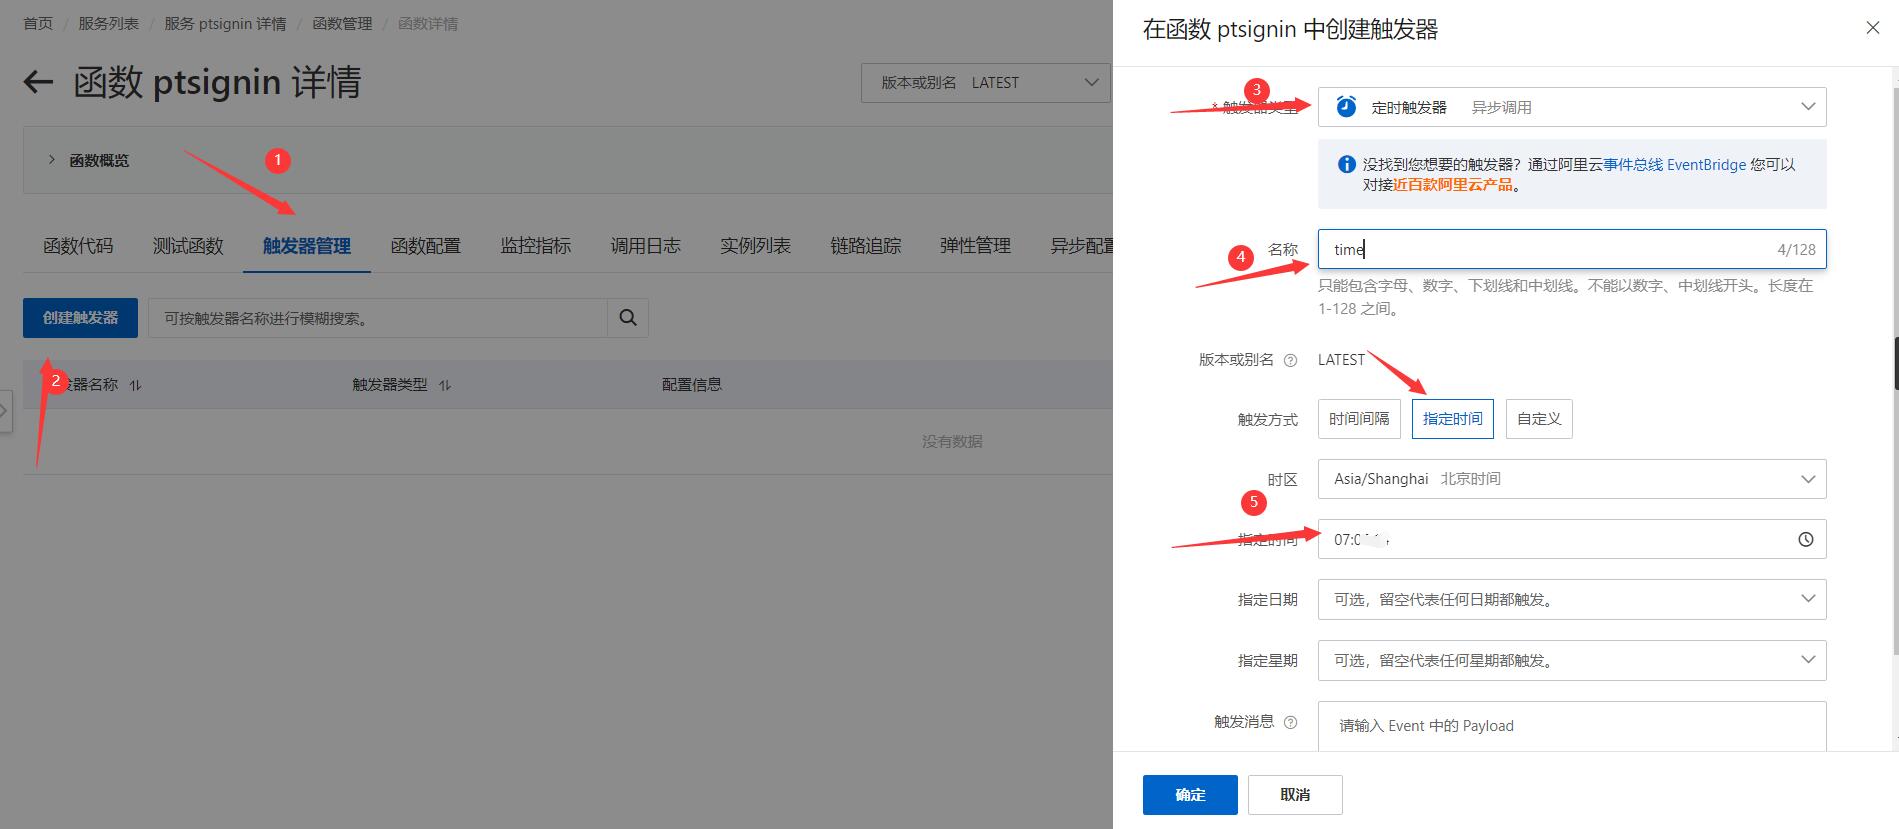 首页 / 服务列表 / 服务 ptsignin 详情 / 函数管理 / 函数详情
函数 ptsignin 详情
版本或别名 LATEST
函数概览
1
函数代码 测试函数 触发器管理 函数配置 监控指标 调用日志 实例列表 链路追踪 弹性管理 异步配置
创建触发器
可按触发器名称进行模糊搜索。
2
发器名称 触发器类型 配置信息
没有数据
在函数 ptsignin 中创建触发器
3
* 触发器类型
定时触发器 异步调用
没找到您想要的触发器？通过阿里云事件总线 EventBridge 您可以
对接近百款阿里云产品。
4
名称
time
4/128
只能包含字母、数字、下划线和中划线。不能以数字、中划线开头。长度在
1-128 之间。
版本或别名 LATEST
触发方式 时间间隔 指定时间 自定义
时区 Asia/Shanghai 北京时间
5
指定时间
指定日期 可选，留空代表任何日期都触发。
指定星期 可选，留空代表任何星期都触发。
触发消息 请输入 Event 中的 Payload
确定 取消